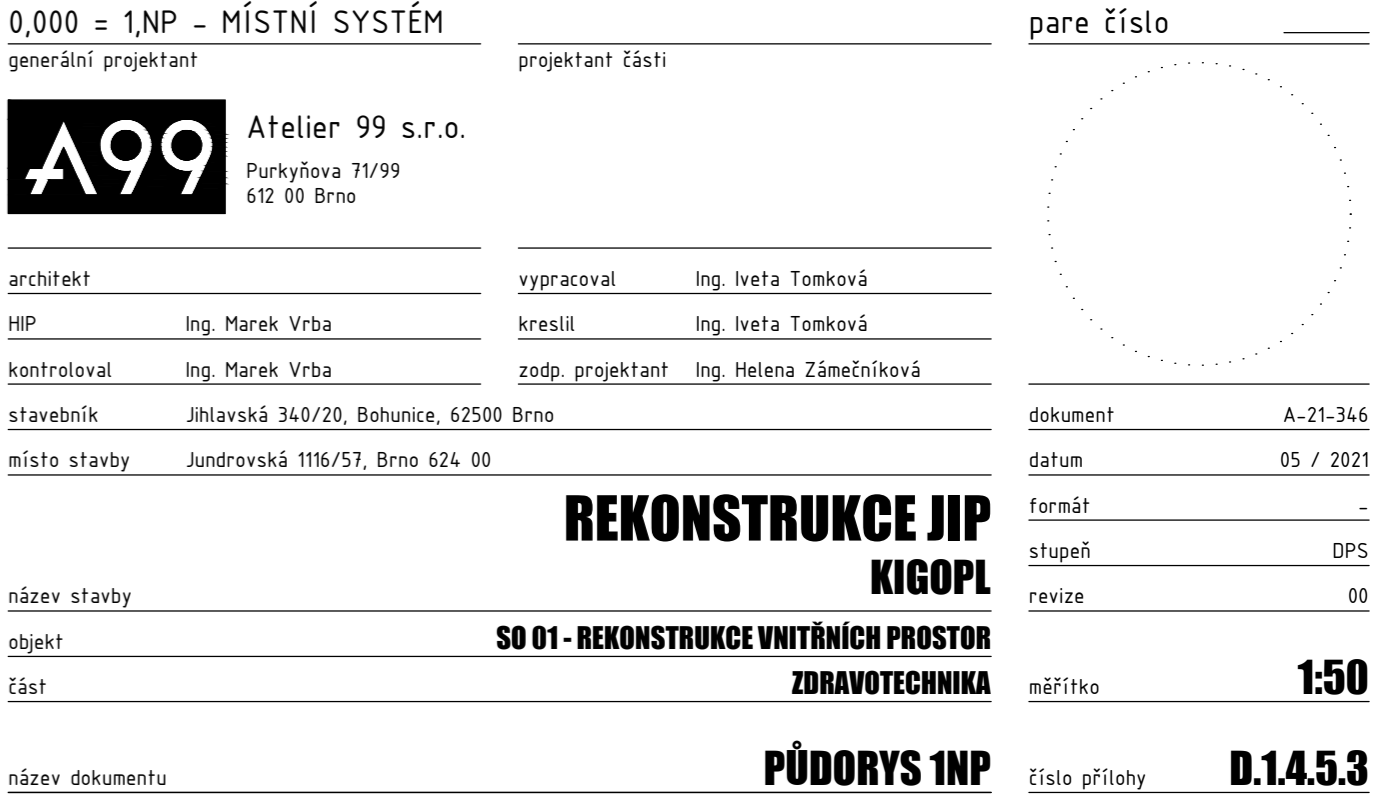 0,000 = 1,NP - MÍSTNÍ SYSTÉM
pare číslo
generální projektant
projektant části
A99
Atelier 99 s.r.o.
Purkyňova 71/99
612 00 Brno
architekt
vypracoval Ing. Iveta Tomková
HIP Ing. Marek Vrba
kreslil Ing. Iveta Tomková
kontroloval Ing. Marek Vrba
zodp. projektant Ing. Helena Zámečníková
stavebník Jihlavská 340/20, Bohunice, 62500 Brno
dokument A-21-346
místo stavby Jundrovská 1116/57, Brno 624 00
datum 05 / 2021
REKONSTRUKCE JIP
formát -
KIGOPL
stupeň DPS
název stavby
revize 00
objekt SO 01 - REKONSTRUKCE VNITŘNÍCH PROSTOR
část ZDRAVOTECHNIKA
měřítko 1:50
název dokumentu PŮDORYS 1NP
číslo přílohy D.1.4.5.3